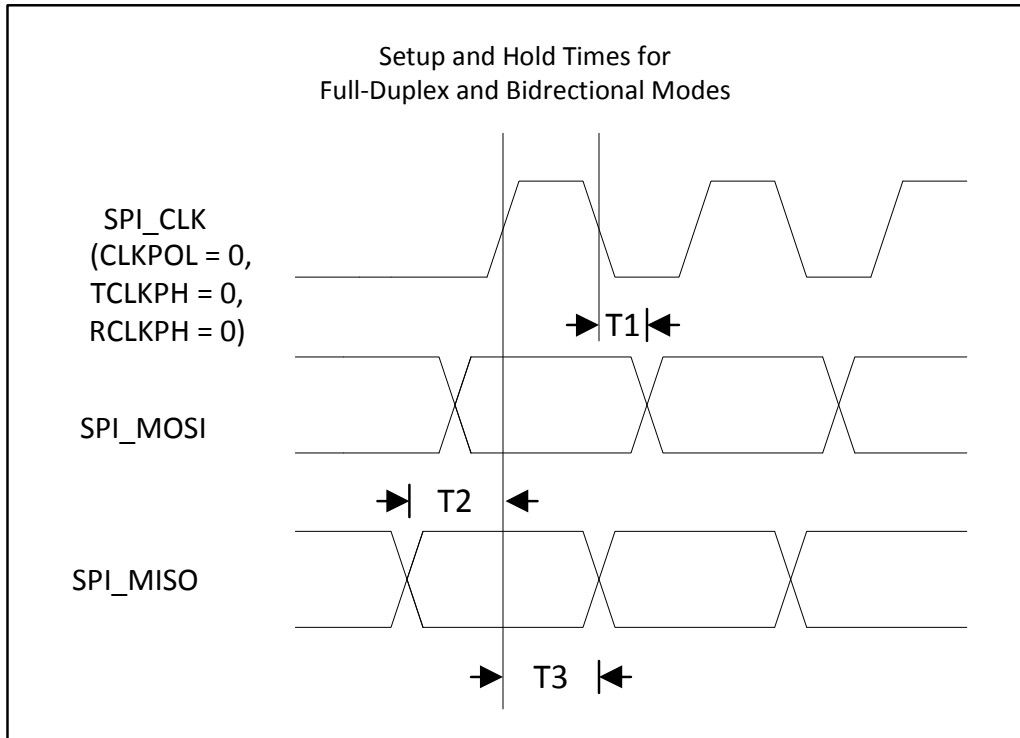 Setup and Hold Times for
Full-Duplex and Bidrectional Modes
SPI_CLK
(CLKPOL = 0,
TCLKPH = 0,
RCLKPH = 0)
T1
SPI_MOSI
T2
SPI_MISO
T3